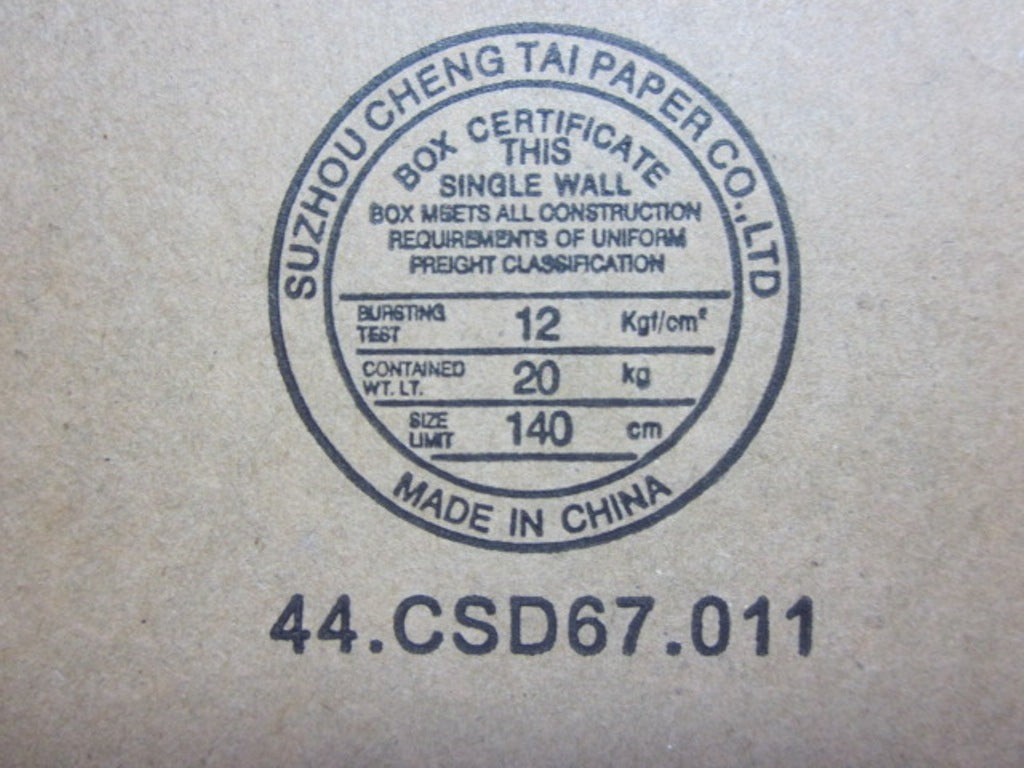 SUZHOU CHENG TAI PAPER CO.,LTD
BOX CERTIFICATE
THIS
SINGLE WALL
BOX MEETS ALL CONSTRUCTION
REQUIREMENTS OF UNIFORM
FREIGHT CLASSIFICATION
BURSTING TEST 12 Kgf/cm²
CONTAINED WT. LT. 20 kg
SIZE LIMIT 140 cm
MADE IN CHINA
44.CSD67.011